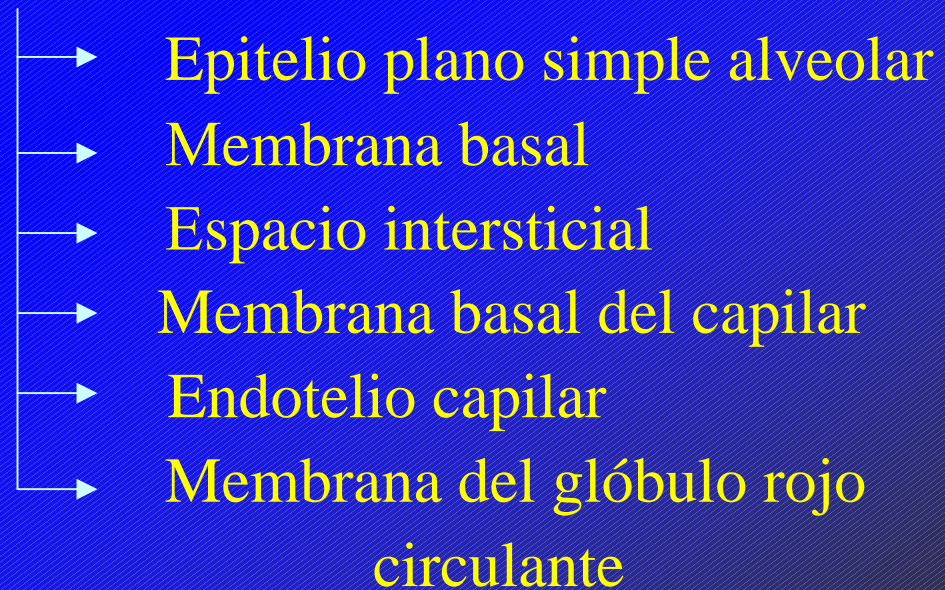 Epitelio plano simple alveolar
Membrana basal
Espacio intersticial
Membrana basal del capilar
Endotelio capilar
Membrana del glóbulo rojo
circulante